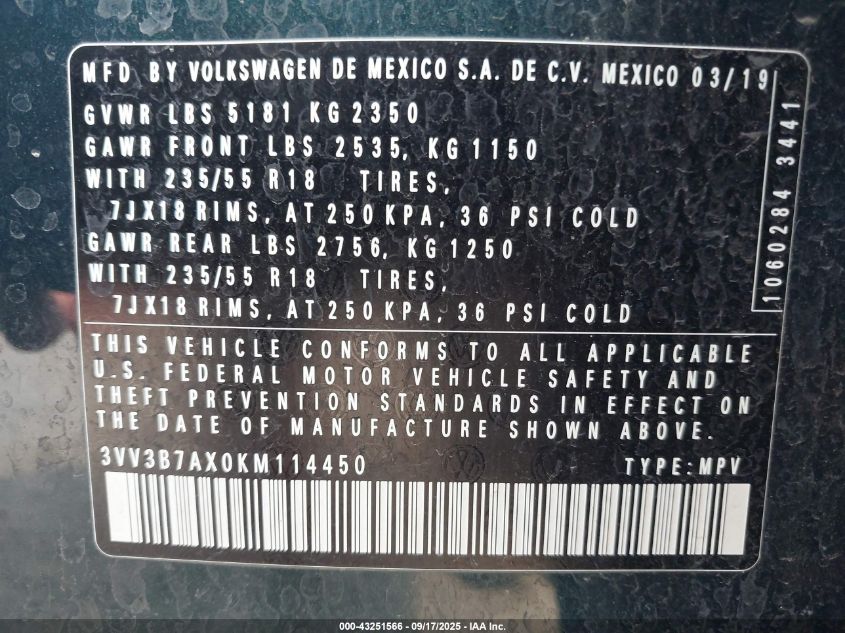 MFD BY VOLKSWAGEN DE MEXICO S.A. DE C.V. MEXICO 03/19
GVWR LBS 5181 KG 2350
GAWR FRONT LBS 2535, KG 1150
WITH 235/55 R18 TIRES,
7JX18 RIMS, AT 250 KPA, 36 PSI COLD
GAWR REAR LBS 2756, KG 1250
WITH 235/55 R18 TIRES,
7JX18 RIMS, AT 250 KPA, 36 PSI COLD
1060284 3441
THIS VEHICLE CONFORMS TO ALL APPLICABLE
U.S. FEDERAL MOTOR VEHICLE SAFETY AND
THEFT PREVENTION STANDARDS IN EFFECT ON
THE DATE OF MANUFACTURE SHOWN ABOVE.
3VV3B7AX0KM114450 TYPE: MPV
000-43251566 - 09/17/2025 - IAA Inc.